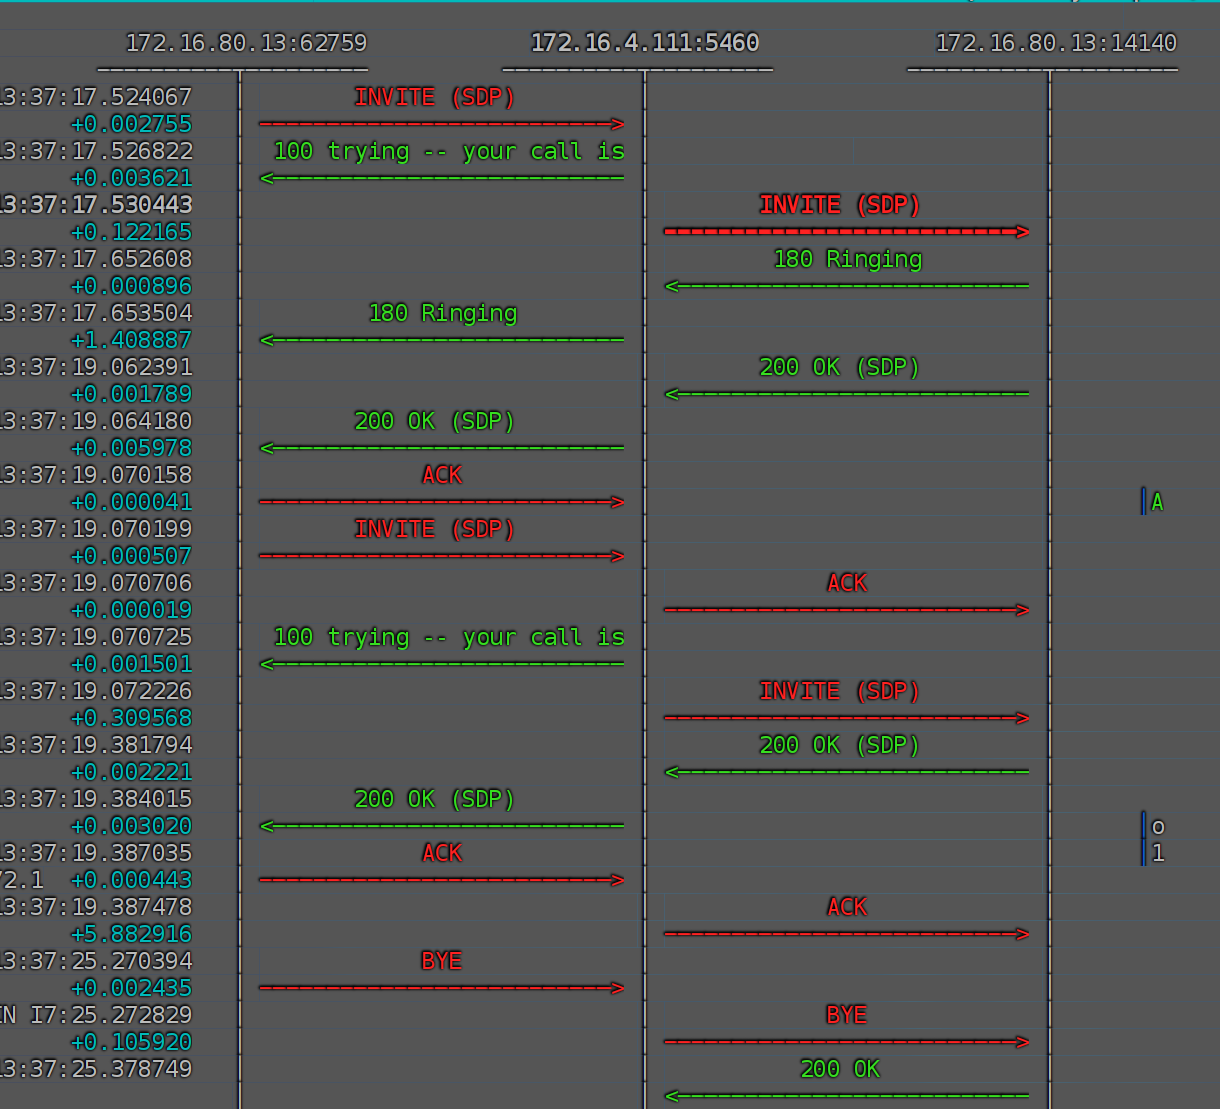 172.16.80.13:62759 172.16.4.111:5460 172.16.80.13:14140
13:37:17.524067 INVITE (SDP)
+0.002755
13:37:17.526822 100 trying -- your call is
+0.003621
13:37:17.530443 INVITE (SDP)
+0.122165
13:37:17.652608 180 Ringing
+0.000896
13:37:17.653504 180 Ringing
+1.408887
13:37:19.062391 200 OK (SDP)
+0.001789
13:37:19.064180 200 OK (SDP)
+0.005978
13:37:19.070158 ACK
+0.000041 A
13:37:19.070199 INVITE (SDP)
+0.000507
13:37:19.070706 ACK
+0.000019
13:37:19.070725 100 trying -- your call is
+0.001501
13:37:19.072226 INVITE (SDP)
+0.309568
13:37:19.381794 200 OK (SDP)
+0.002221
13:37:19.384015 200 OK (SDP)
+0.003020 o
13:37:19.387035 ACK 1
72.1 +0.000443
13:37:19.387478 ACK
+5.882916
13:37:25.270394 BYE
+0.002435
IN I7:25.272829 BYE
+0.105920
13:37:25.378749 200 OK